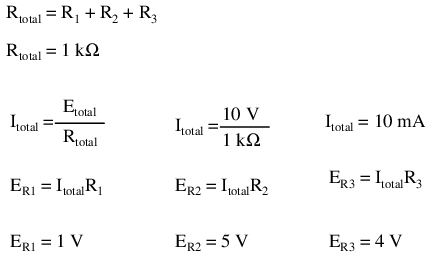 R_total = R_1 + R_2 + R_3
R_total = 1 kΩ
I_total = E_total / R_total
I_total = 10 V / 1 kΩ
I_total = 10 mA
E_R1 = I_total R_1
E_R2 = I_total R_2
E_R3 = I_total R_3
E_R1 = 1 V
E_R2 = 5 V
E_R3 = 4 V